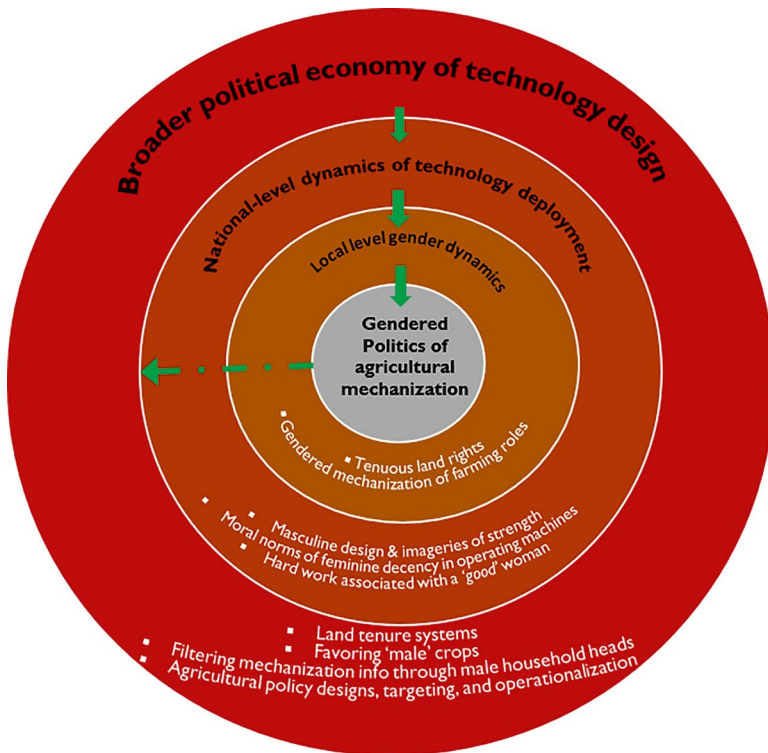 Broader political economy of technology design
National-level dynamics of technology deployment
Local level gender dynamics
Gendered
Politics of
agricultural
mechanization
▪ Tenuous land rights
▪ Gendered mechanization of farming roles
▪ Masculine design & imageries of strength
▪ Moral norms of feminine decency in operating machines
▪ Hard work associated with a 'good' woman
▪ Land tenure systems
▪ Favoring 'male' crops
▪ Filtering mechanization info through male household heads
▪ Agricultural policy designs, targeting, and operationalization